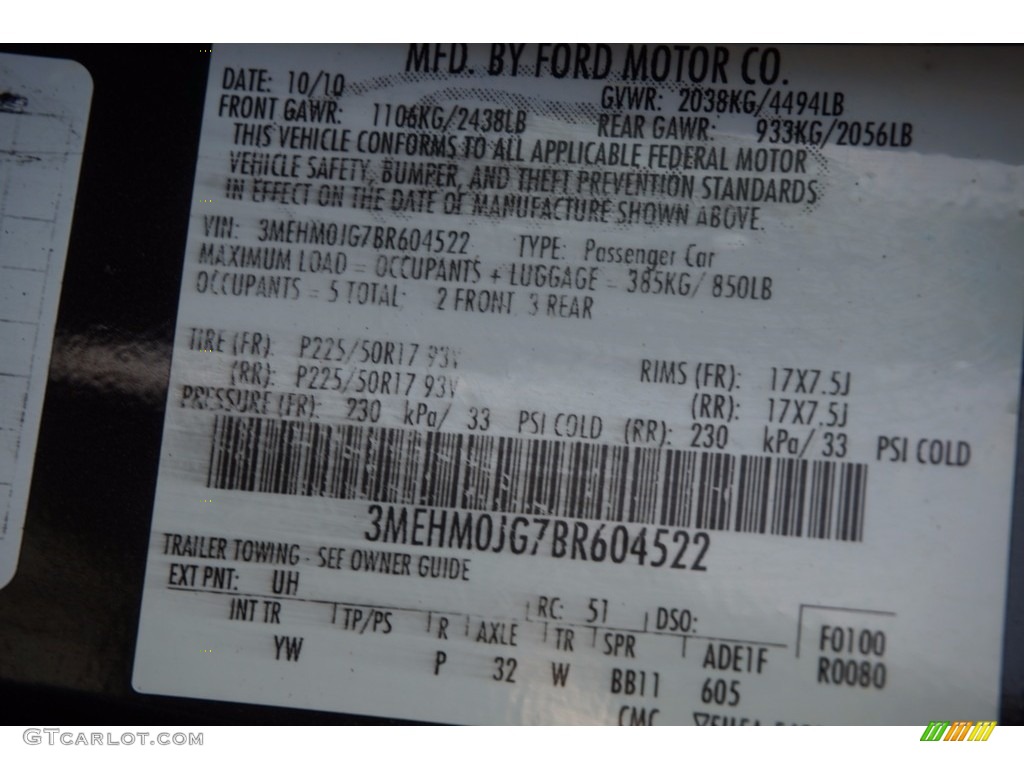 MFD. BY FORD MOTOR CO.
DATE: 10/10 GVWR: 2038KG/4494LB
FRONT GAWR: 1106KG/2438LB REAR GAWR: 933KG/2056LB
THIS VEHICLE CONFORMS TO ALL APPLICABLE FEDERAL MOTOR
VEHICLE SAFETY, BUMPER, AND THEFT PREVENTION STANDARDS
IN EFFECT ON THE DATE OF MANUFACTURE SHOWN ABOVE.
VIN: 3MEHM0JG7BR604522 TYPE: Passenger Car
MAXIMUM LOAD = OCCUPANTS + LUGGAGE = 385KG/ 850LB
OCCUPANTS = 5 TOTAL: 2 FRONT 3 REAR
TIRE (FR): P225/50R17 93V RIMS (FR): 17X7.5J
(RR): P225/50R17 93V (RR): 17X7.5J
PRESSURE (FR): 230 kPa/ 33 PSI COLD (RR): 230 kPa/ 33 PSI COLD
3MEHM0JG7BR604522
TRAILER TOWING - SEE OWNER GUIDE
EXT PNT: UH RC: 51 DSO:
INT TR TP/PS R AXLE TR SPR ADE1F F0100
YW P 32 W BB11 605 R0080
CMC
GTCARLOT.COM